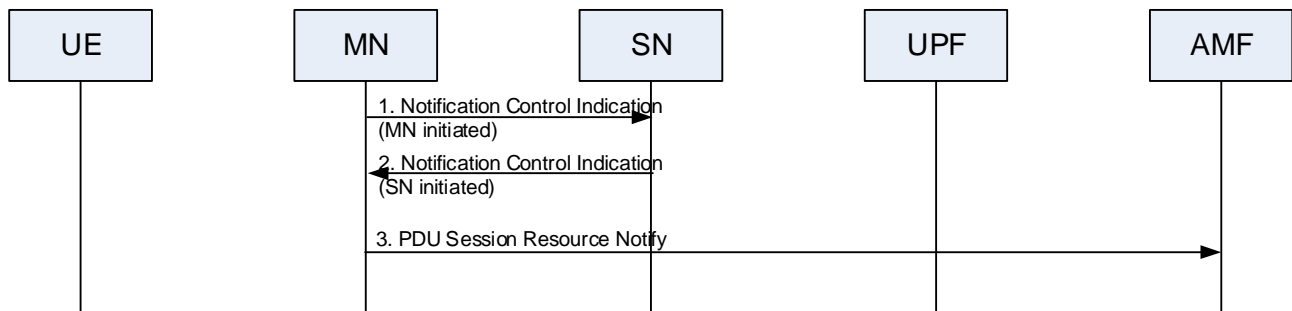 UE
MN
SN
UPF
AMF
1. Notification Control Indication
(MN initiated)
2. Notification Control Indication
(SN initiated)
3. PDU Session Resource Notify